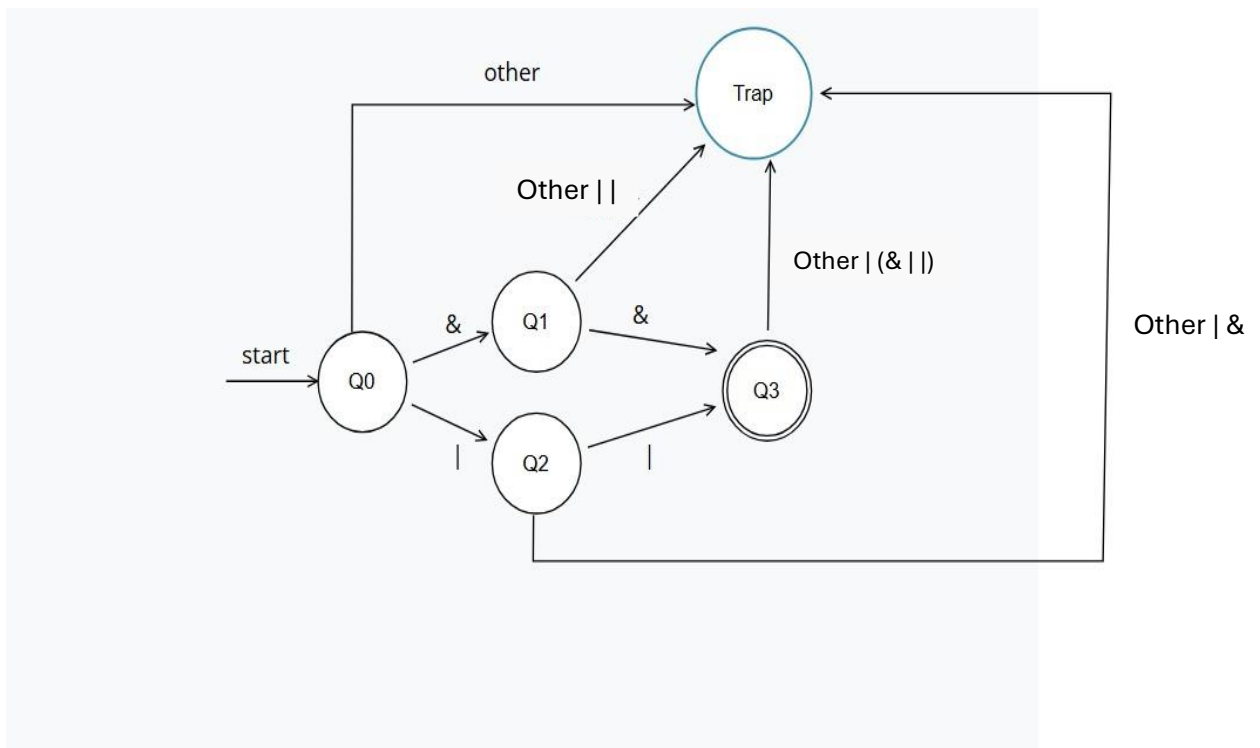 other
Trap
Other | |
Other | (& | |)
Q1
&
&
Other | &
start
Q0
Q3
|
Q2
|